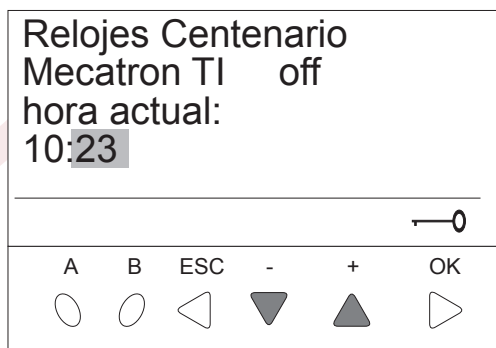 Relojes Centenario
Mecatron TI off
hora actual:
10:23
A B ESC - + OK